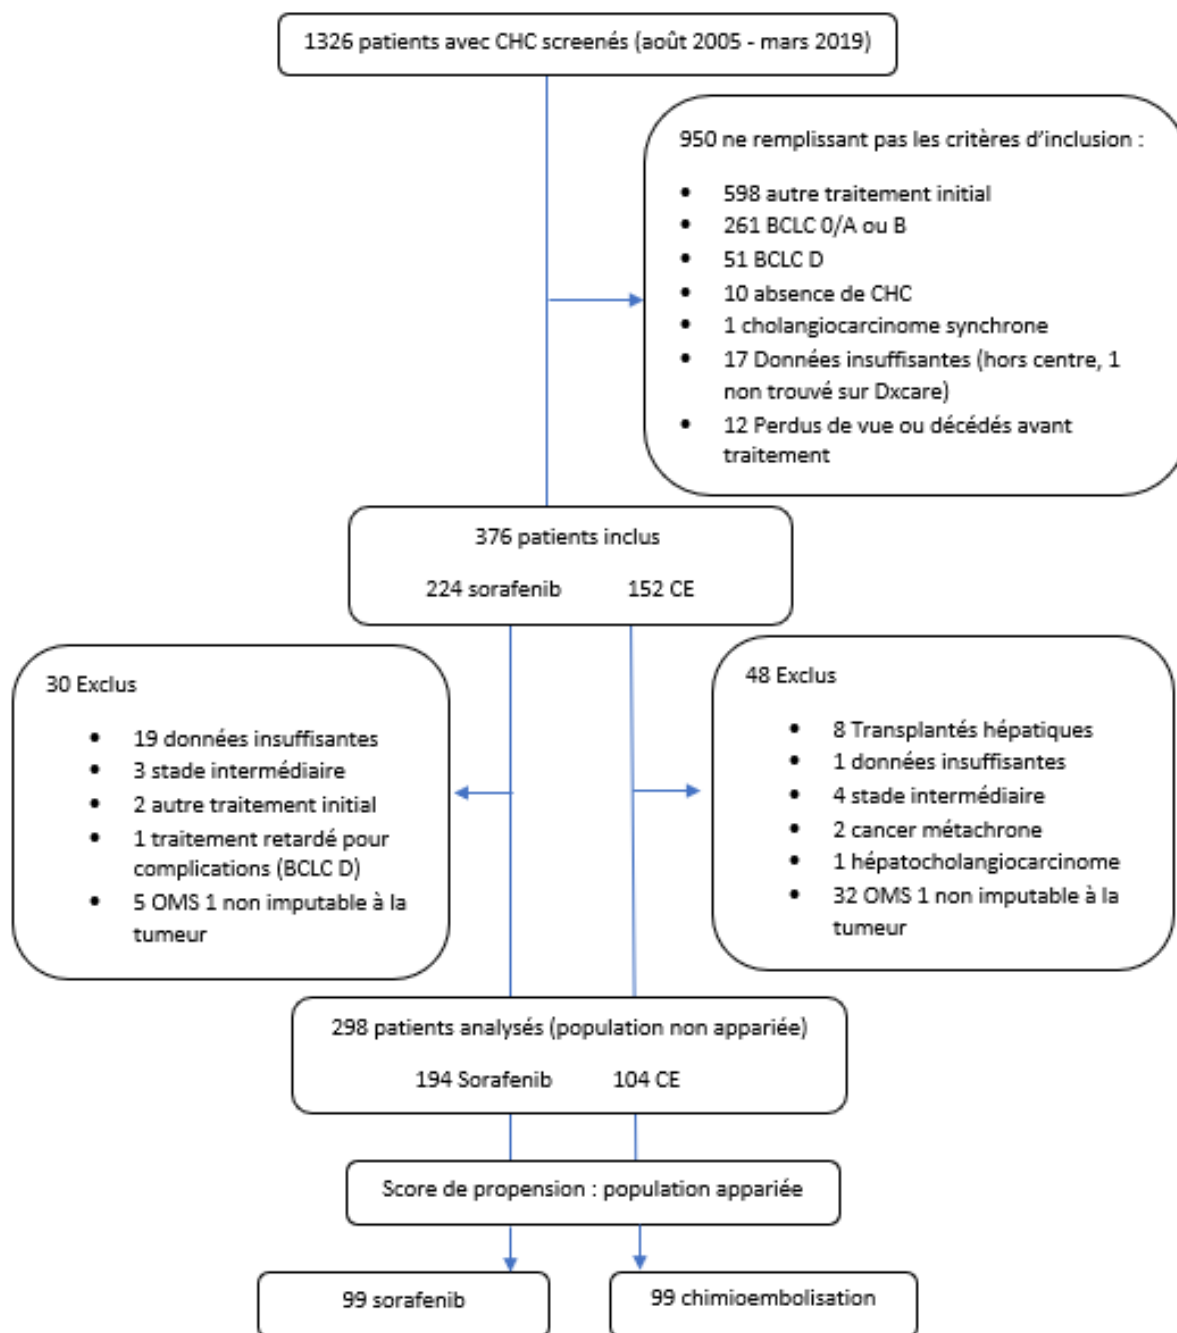 1326 patients avec CHC screenés (août 2005 - mars 2019)
950 ne remplissant pas les critères d’inclusion :
• 598 autre traitement initial
• 261 BCLC 0/A ou B
• 51 BCLC D
• 10 absence de CHC
• 1 cholangiocarcinome synchrone
• 17 Données insuffisantes (hors centre, 1
non trouvé sur Dxcare)
• 12 Perdus de vue ou décédés avant
traitement
376 patients inclus
224 sorafenib 152 CE
30 Exclus
• 19 données insuffisantes
• 3 stade intermédiaire
• 2 autre traitement initial
• 1 traitement retardé pour
complications (BCLC D)
• 5 OMS 1 non imputable à la
tumeur
48 Exclus
• 8 Transplantés hépatiques
• 1 données insuffisantes
• 4 stade intermédiaire
• 2 cancer métachrone
• 1 hépatocholangiocarcinome
• 32 OMS 1 non imputable à la
tumeur
298 patients analysés (population non appariée)
194 Sorafenib 104 CE
Score de propension : population appariée
99 sorafenib
99 chimioembolisation